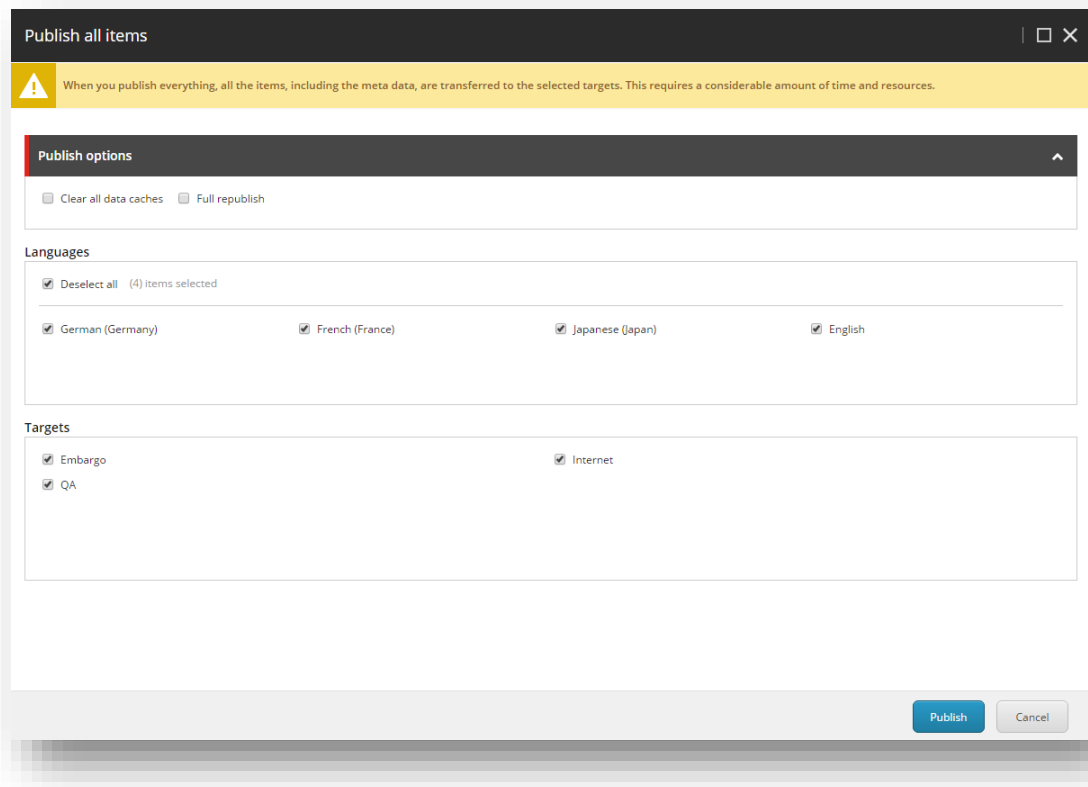 Publish all items
When you publish everything, all the items, including the meta data, are transferred to the selected targets. This requires a considerable amount of time and resources.
Publish options
Clear all data caches Full republish
Languages
Deselect all (4) items selected
German (Germany) French (France) Japanese (Japan) English
Targets
Embargo Internet
QA
Publish Cancel